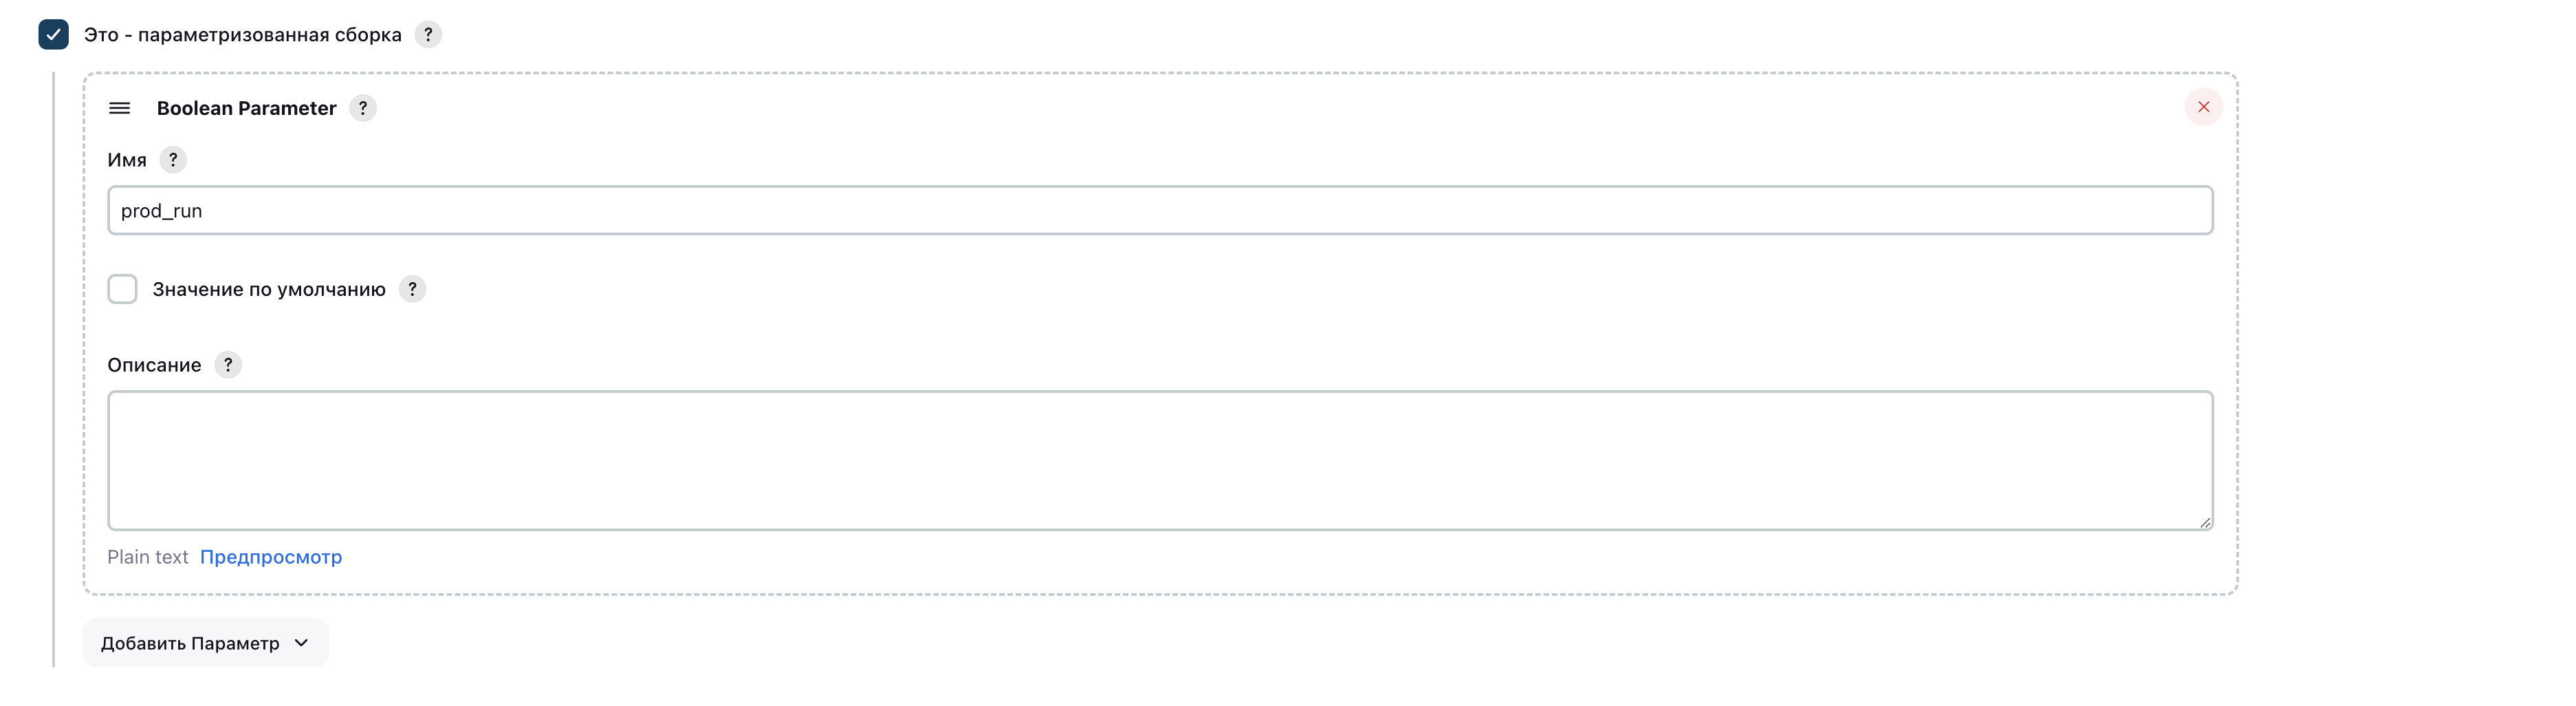 Это - параметризованная сборка ?
Boolean Parameter ?
Имя ?
prod_run
Значение по умолчанию ?
Описание ?
Plain text Предпросмотр
Добавить Параметр